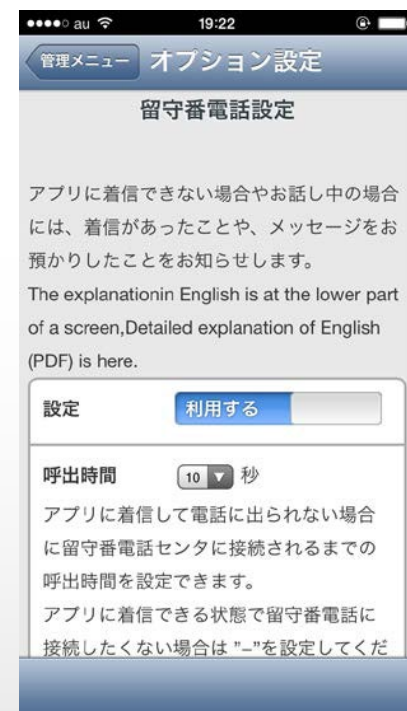 au 19:22
管理メニュー オプション設定
留守番電話設定
アプリに着信できない場合やお話し中の場合
には、着信があったことや、メッセージをお
預かりしたことをお知らせします。
The explanationin English is at the lower part
of a screen,Detailed explanation of English
(PDF) is here.
設定 利用する
呼出時間 10 秒
アプリに着信して電話に出られない場合
に留守番電話センタに接続されるまでの
呼出時間を設定できます。
アプリに着信できる状態で留守番電話に
接続したくない場合は "–"を設定してくだ